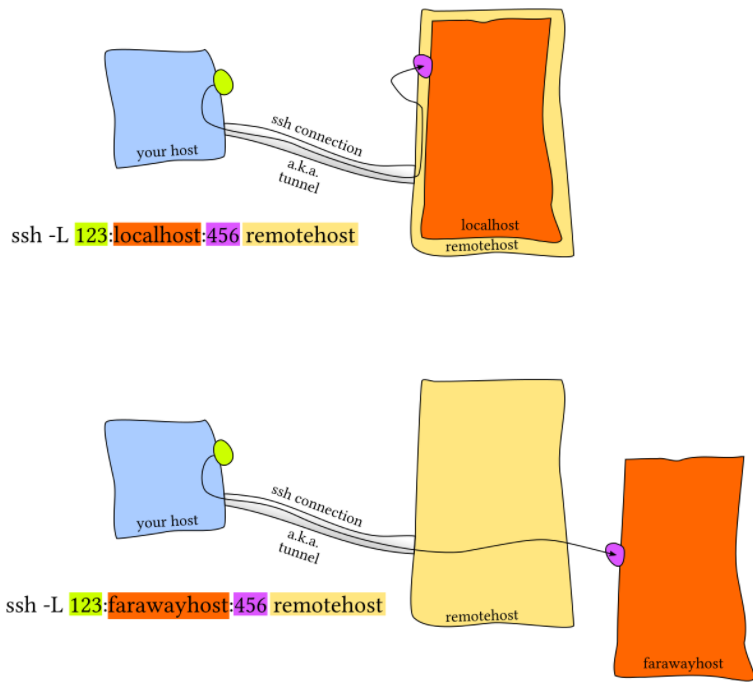 ssh connection
your host
a.k.a.
tunnel
localhost
remotehost
ssh -L 123:localhost:456 remotehost
ssh connection
your host
a.k.a.
tunnel
ssh -L 123:farawayhost:456 remotehost
remotehost
farawayhost